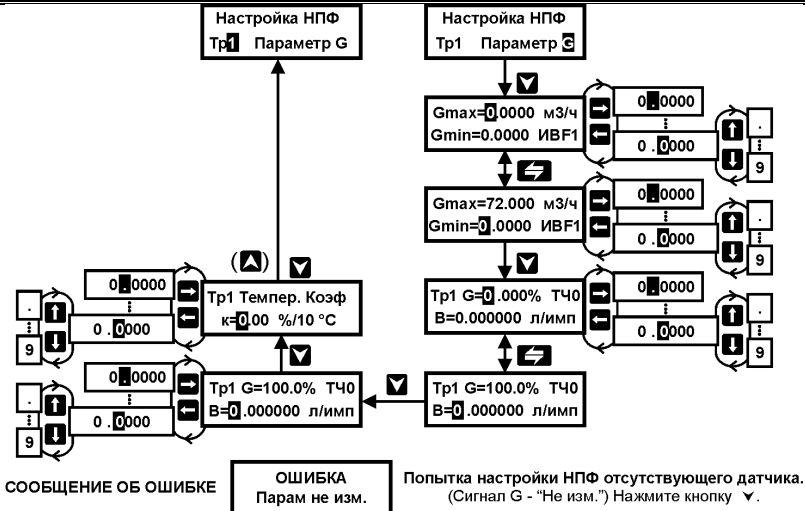 Настройка НПФ
Тр1 Параметр G
Настройка НПФ
Тр1 Параметр G
Gmax=0.0000 м3/ч
Gmin=0.0000 ИВF1
0.0000
0.0000
.
9
Gmax=72.000 м3/ч
Gmin=0.0000 ИВF1
0.0000
0.0000
.
9
(
)
Тр1 Темпер. Коэф
к=0.00 %/10 °С
0.0000
0.0000
.
9
Тр1 G=0.000% ТЧ0
В=0.000000 л/имп
0.0000
0.0000
.
9
Тр1 G=100.0% ТЧ0
В=0.000000 л/имп
0.0000
0.0000
.
9
Тр1 G=100.0% ТЧ0
В=0.000000 л/имп
СООБЩЕНИЕ ОБ ОШИБКЕ
ОШИБКА
Парам не изм.
Попытка настройки НПФ отсутствующего датчика.
(Сигнал G - “Не изм.”) Нажмите кнопку ⮟.